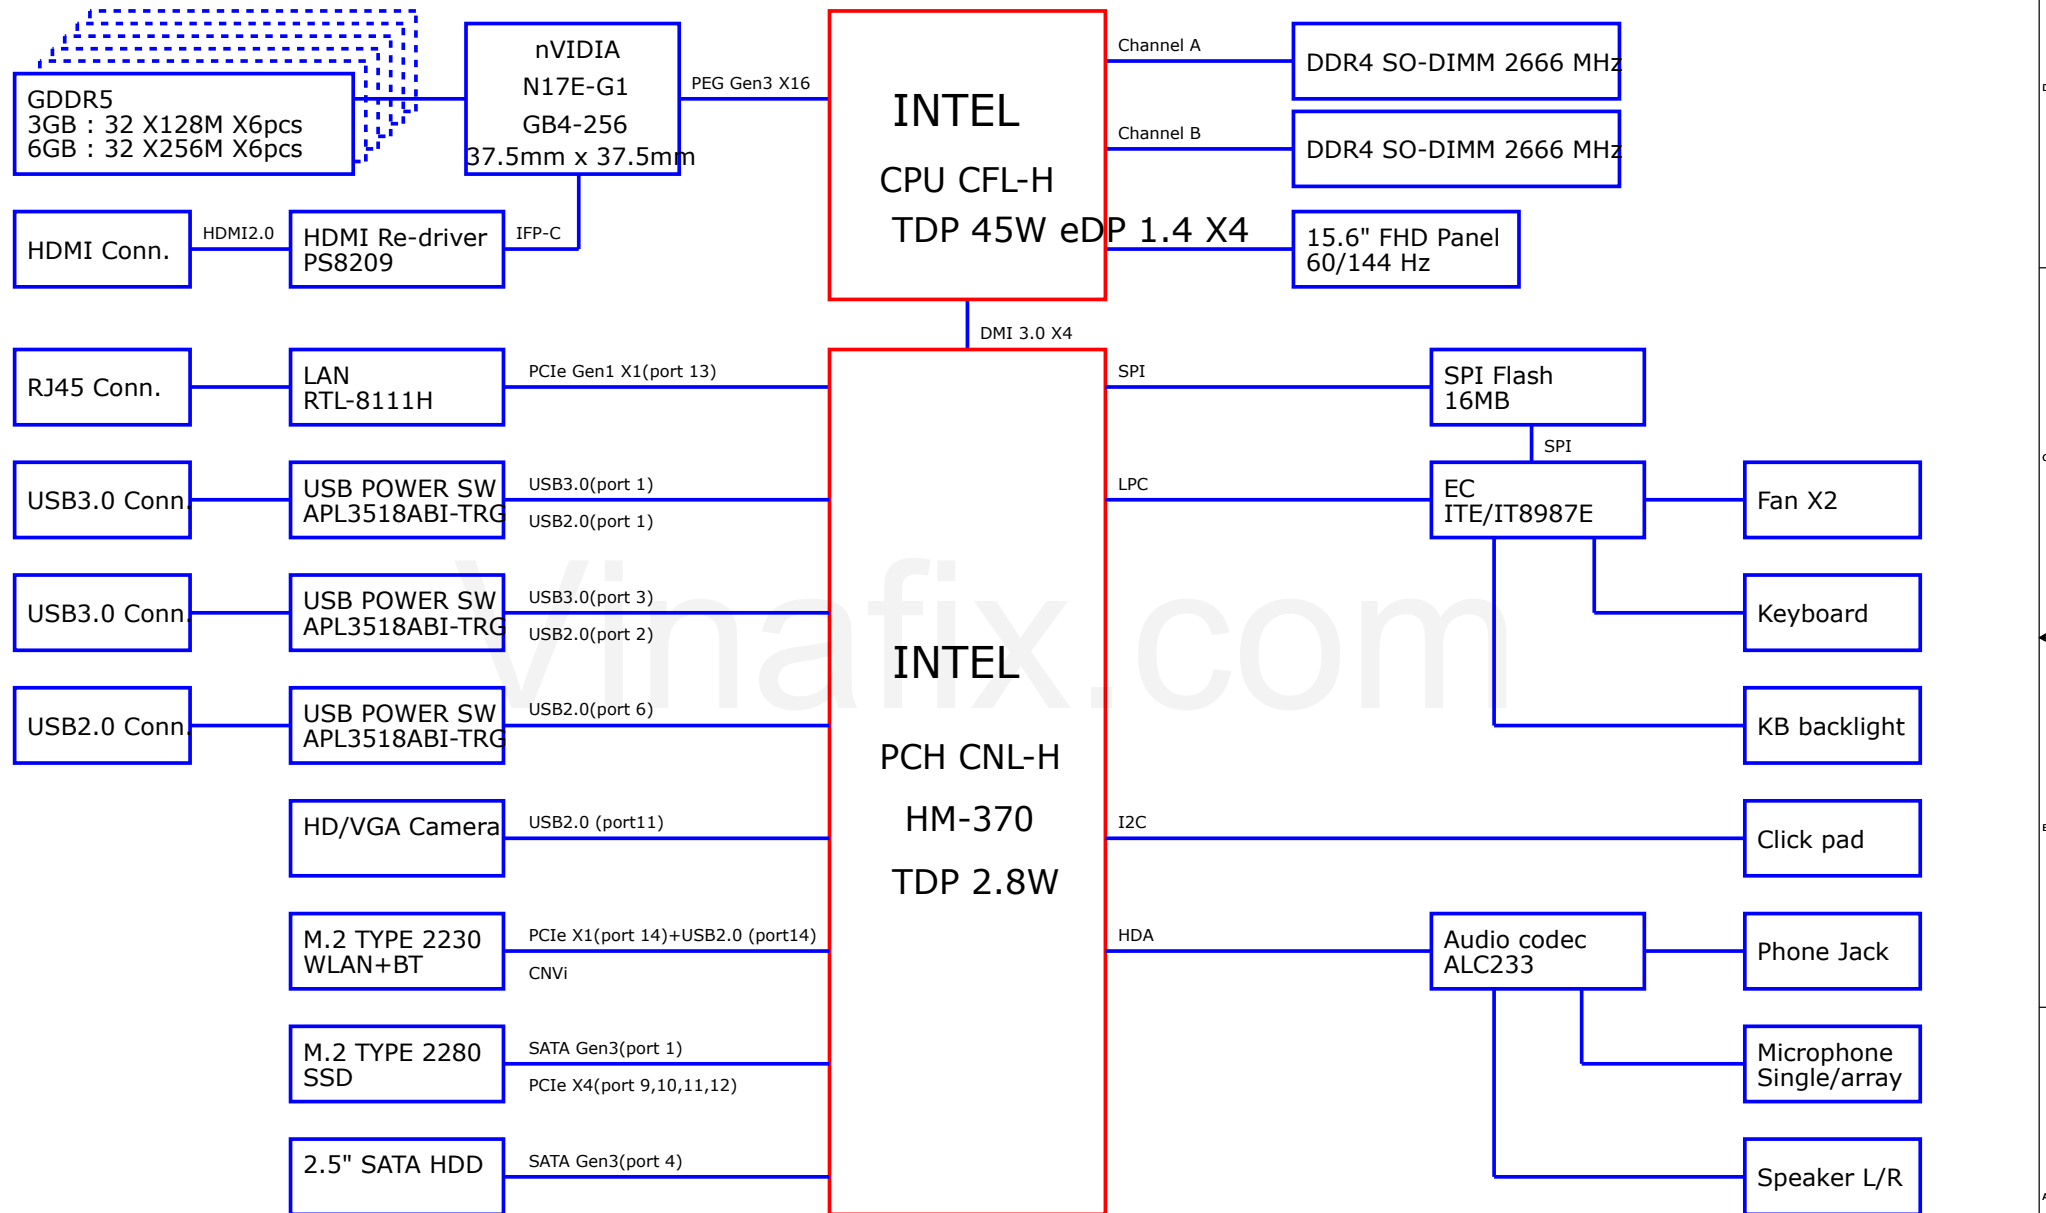 GDDR5
3GB : 32 X128M X6pcs
6GB : 32 X256M X6pcs
nVIDIA
N17E-G1
GB4-256
37.5mm x 37.5mm
PEG Gen3 X16
INTEL
CPU CFL-H
TDP 45W eDP 1.4 X4
Channel A
DDR4 SO-DIMM 2666 MHz
Channel B
DDR4 SO-DIMM 2666 MHz
15.6" FHD Panel
60/144 Hz
HDMI Conn.
HDMI2.0
HDMI Re-driver
PS8209
IFP-C
DMI 3.0 X4
RJ45 Conn.
LAN
RTL-8111H
PCIe Gen1 X1(port 13)
USB3.0 Conn.
USB POWER SW
APL3518ABI-TRG
USB3.0(port 1)
USB2.0(port 1)
USB3.0 Conn.
USB POWER SW
APL3518ABI-TRG
USB3.0(port 3)
USB2.0(port 2)
USB2.0 Conn.
USB POWER SW
APL3518ABI-TRG
USB2.0(port 6)
HD/VGA Camera
USB2.0 (port11)
M.2 TYPE 2230
WLAN+BT
PCIe X1(port 14)+USB2.0 (port14)
CNVi
M.2 TYPE 2280
SSD
SATA Gen3(port 1)
PCIe X4(port 9,10,11,12)
2.5" SATA HDD
SATA Gen3(port 4)
INTEL
PCH CNL-H
HM-370
TDP 2.8W
SPI
SPI Flash
16MB
SPI
LPC
EC
ITE/IT8987E
Fan X2
Keyboard
KB backlight
I2C
Click pad
HDA
Audio codec
ALC233
Phone Jack
Microphone
Single/array
Speaker L/R
Vinafix.com